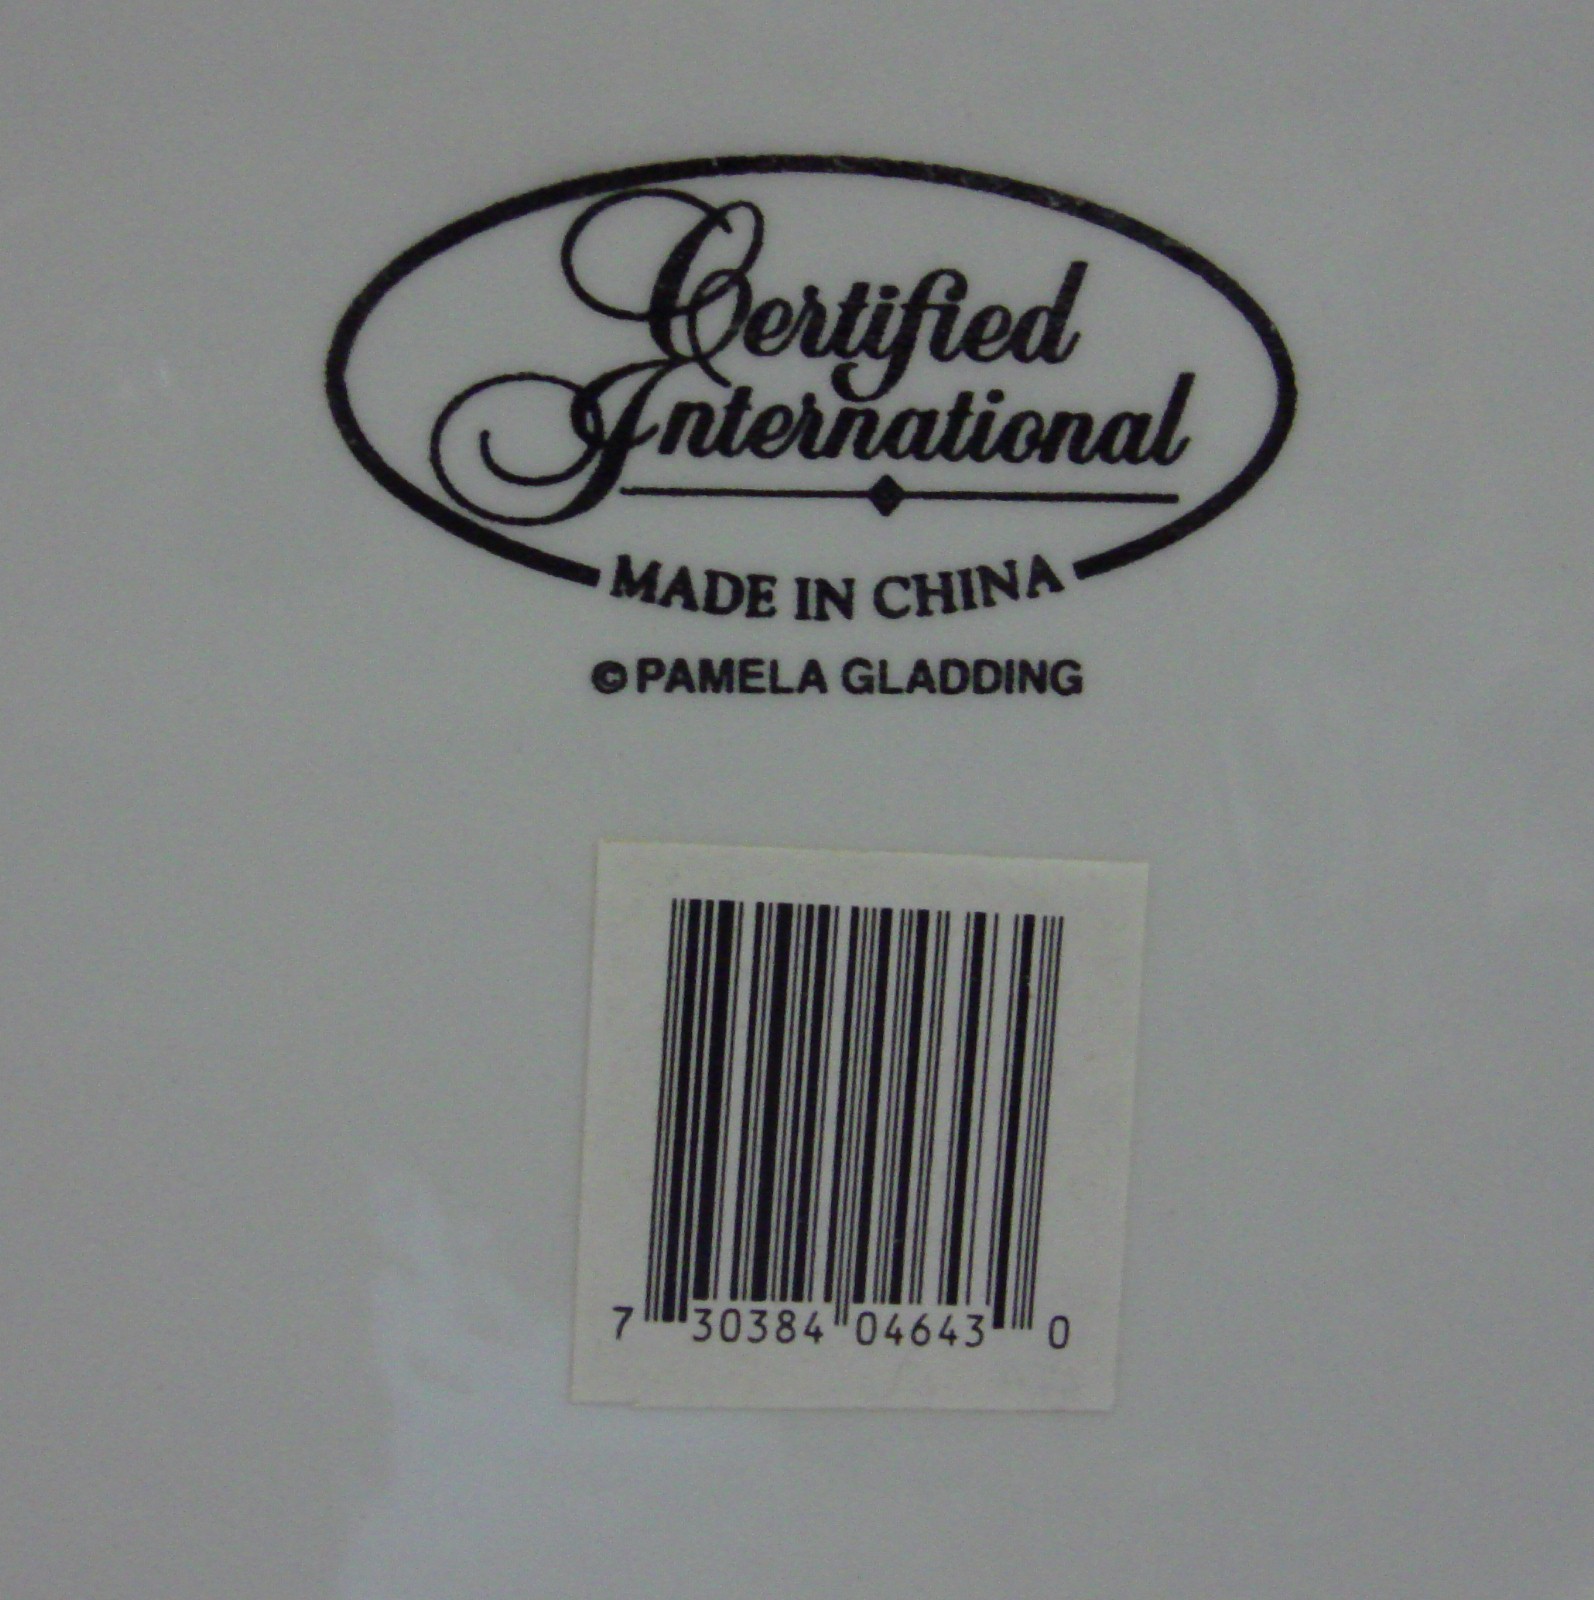 Certified
International
MADE IN CHINA
©PAMELA GLADDING
7 30384 04643 0